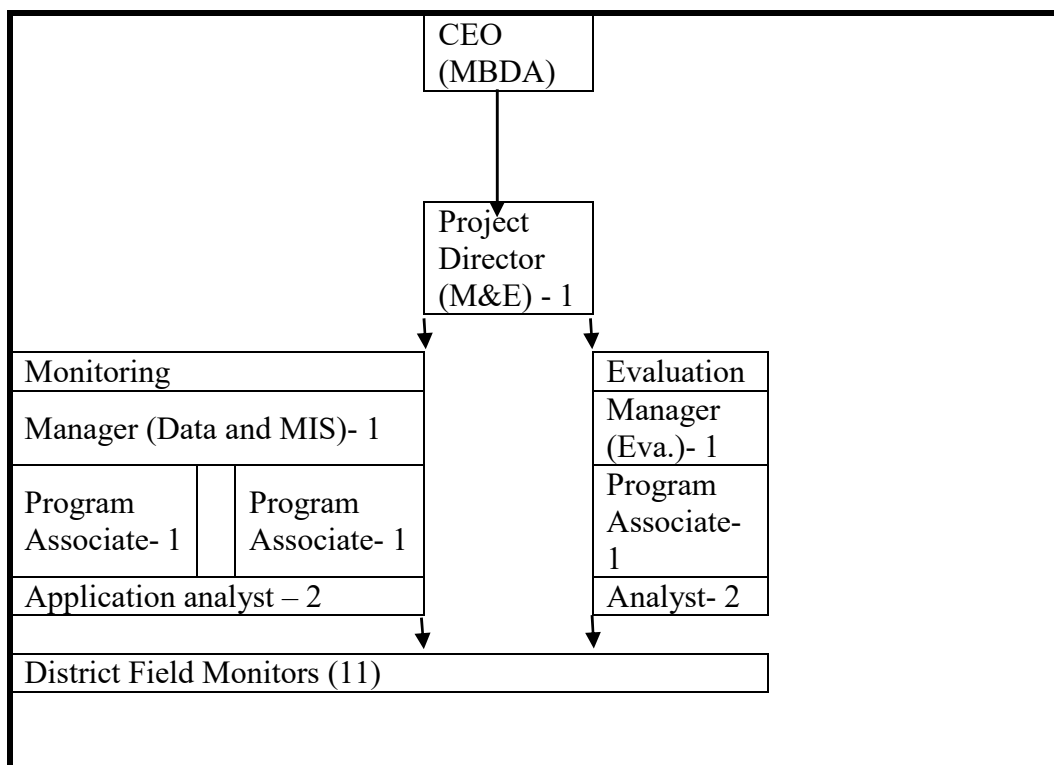 CEO
(MBDA)
Project
Director
(M&E) - 1
Monitoring
Manager (Data and MIS)- 1
Program
Associate- 1
Program
Associate- 1
Application analyst – 2
Evaluation
Manager
(Eva.)- 1
Program
Associate-
1
Analyst- 2
District Field Monitors (11)